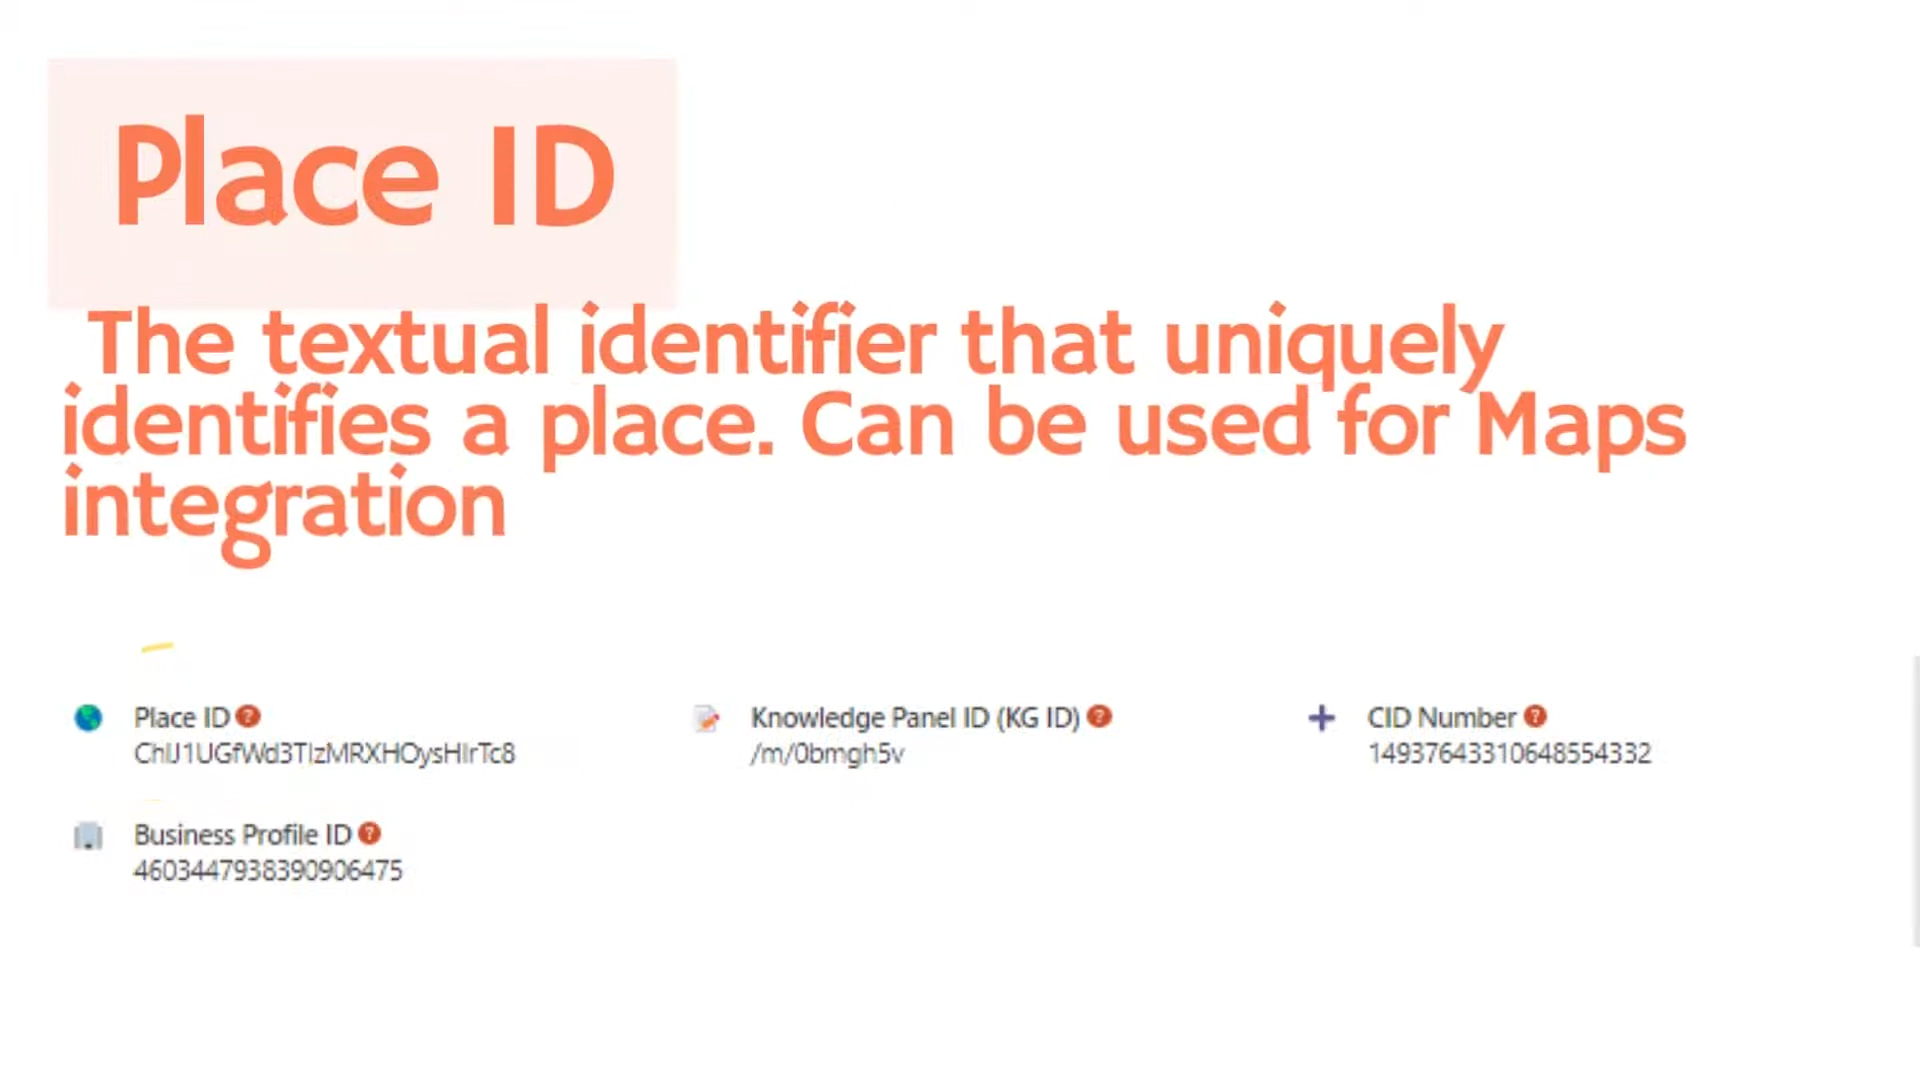 Place ID
The textual identifier that uniquely
identifies a place. Can be used for Maps
integration
Place ID
ChIJ1UGfWd3TIzMRXHOysHIrTc8
Knowledge Panel ID (KG ID)
/m/0bmgh5v
CID Number
14937643310648554332
Business Profile ID
4603447938390906475